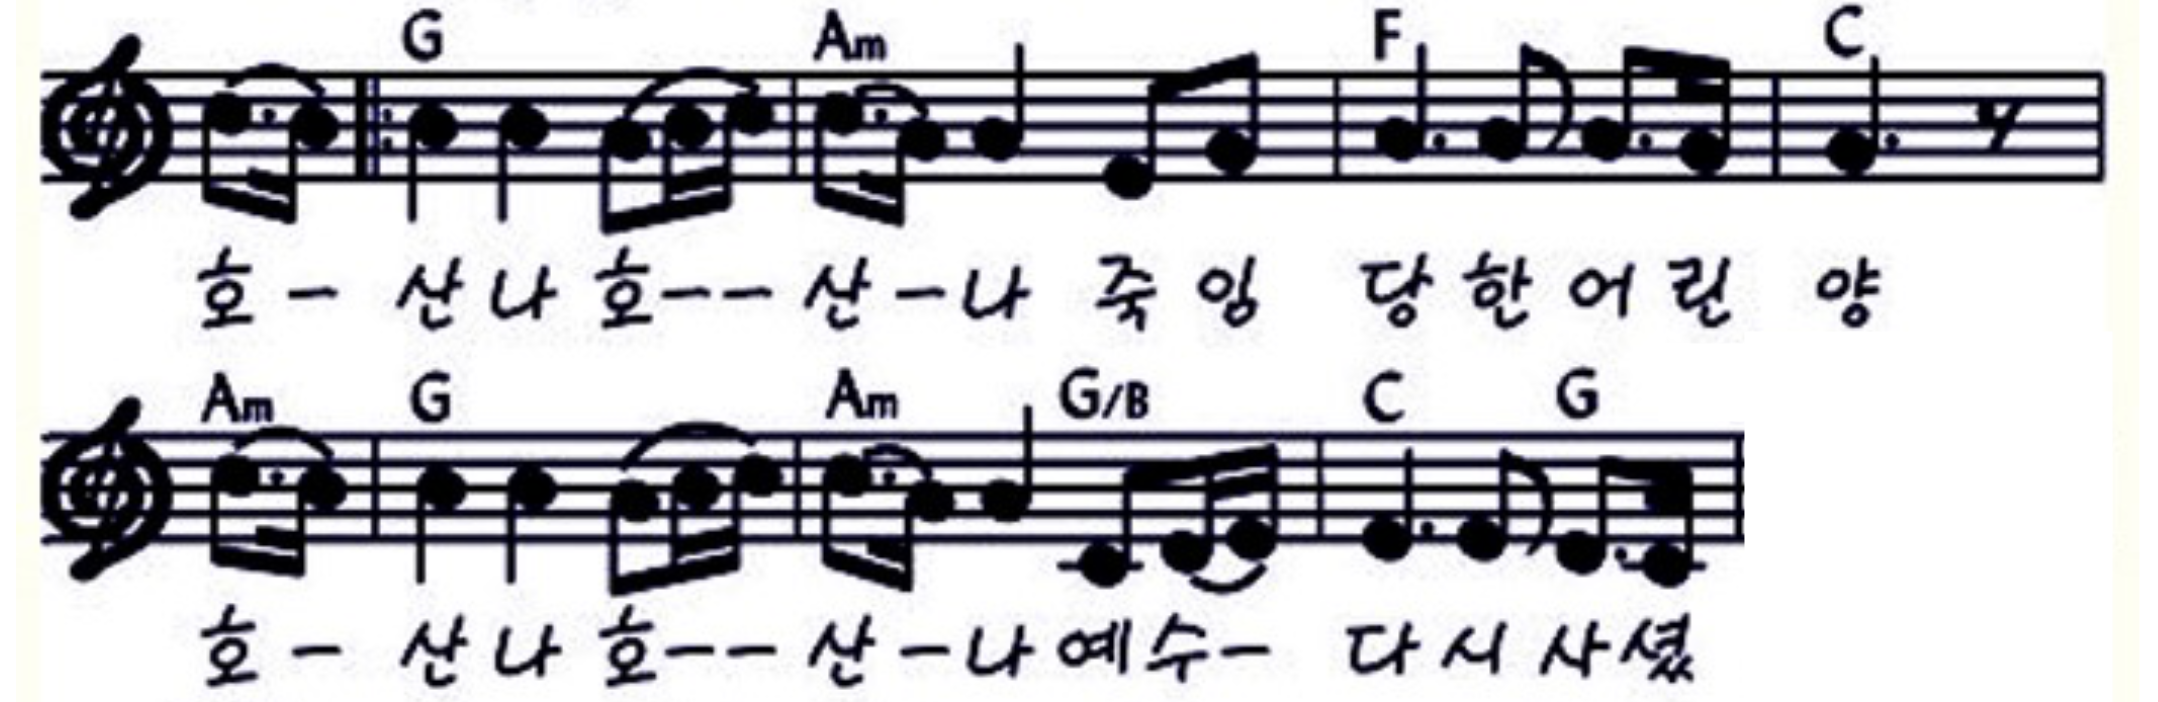 G Am F C
호 - 산 나 호 - - 산 - 나 죽 임 당 한 어 린 양
Am G Am G/B C G
호 - 산 나 호 - - 산 - 나 예 수 - 다 시 사 셨